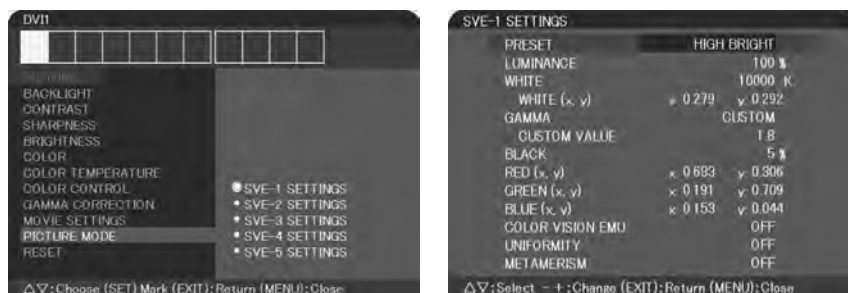 DVI1
BACKLIGHT
CONTRAST
SHARPNESS
BRIGHTNESS
COLOR
COLOR TEMPERATURE
COLOR CONTROL
GAMMA CORRECTION
MOVIE SETTINGS
PICTURE MODE
RESET
SVE-1 SETTINGS
SVE-2 SETTINGS
SVE-3 SETTINGS
SVE-4 SETTINGS
SVE-5 SETTINGS
△▽:Choose (SET) Mark (EXIT):Return (MENU):Close
SVE-1 SETTINGS
PRESET HIGH BRIGHT
LUMINANCE 100 %
WHITE 10000 K
WHITE (x, y) x: 0.279 y: 0.292
GAMMA CUSTOM
CUSTOM VALUE 1.8
BLACK 5 %
RED (x, y) x: 0.683 y: 0.306
GREEN (x, y) x: 0.191 y: 0.709
BLUE (x, y) x: 0.153 y: 0.044
COLOR VISION EMU OFF
UNIFORMITY OFF
METAMERISM OFF
△▽:Select - +:Change (EXIT):Return (MENU):Close